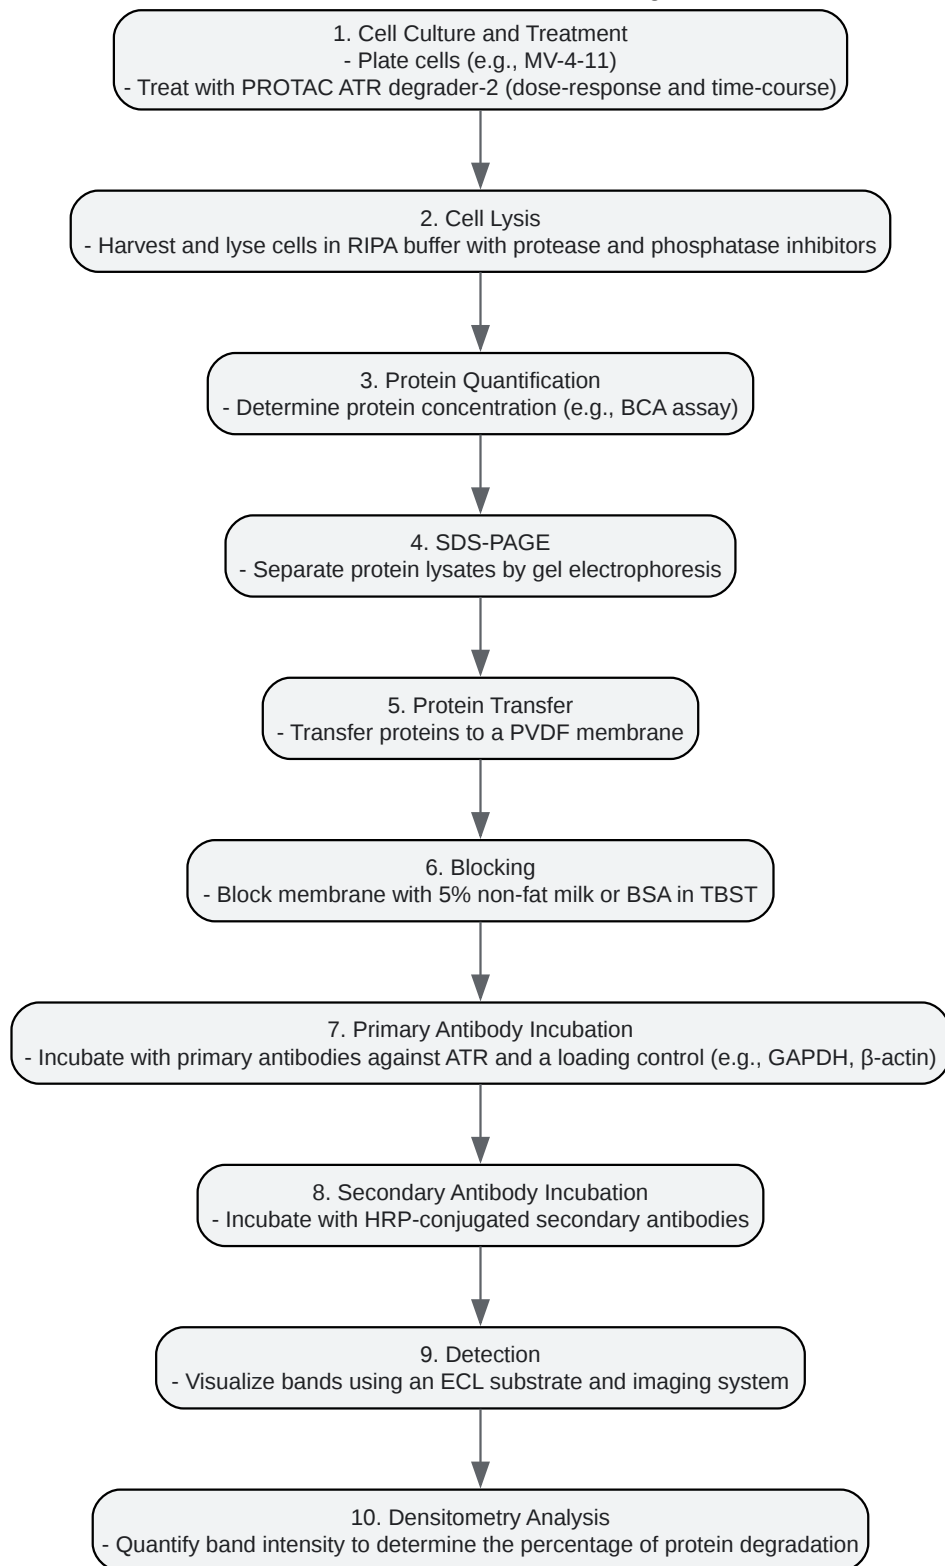 1. Cell Culture and Treatment
- Plate cells (e.g., MV-4-11)
- Treat with PROTAC ATR degrader-2 (dose-response and time-course)
2. Cell Lysis
- Harvest and lyse cells in RIPA buffer with protease and phosphatase inhibitors
3. Protein Quantification
- Determine protein concentration (e.g., BCA assay)
4. SDS-PAGE
- Separate protein lysates by gel electrophoresis
5. Protein Transfer
- Transfer proteins to a PVDF membrane
6. Blocking
- Block membrane with 5% non-fat milk or BSA in TBST
7. Primary Antibody Incubation
- Incubate with primary antibodies against ATR and a loading control (e.g., GAPDH, β-actin)
8. Secondary Antibody Incubation
- Incubate with HRP-conjugated secondary antibodies
9. Detection
- Visualize bands using an ECL substrate and imaging system
10. Densitometry Analysis
- Quantify band intensity to determine the percentage of protein degradation